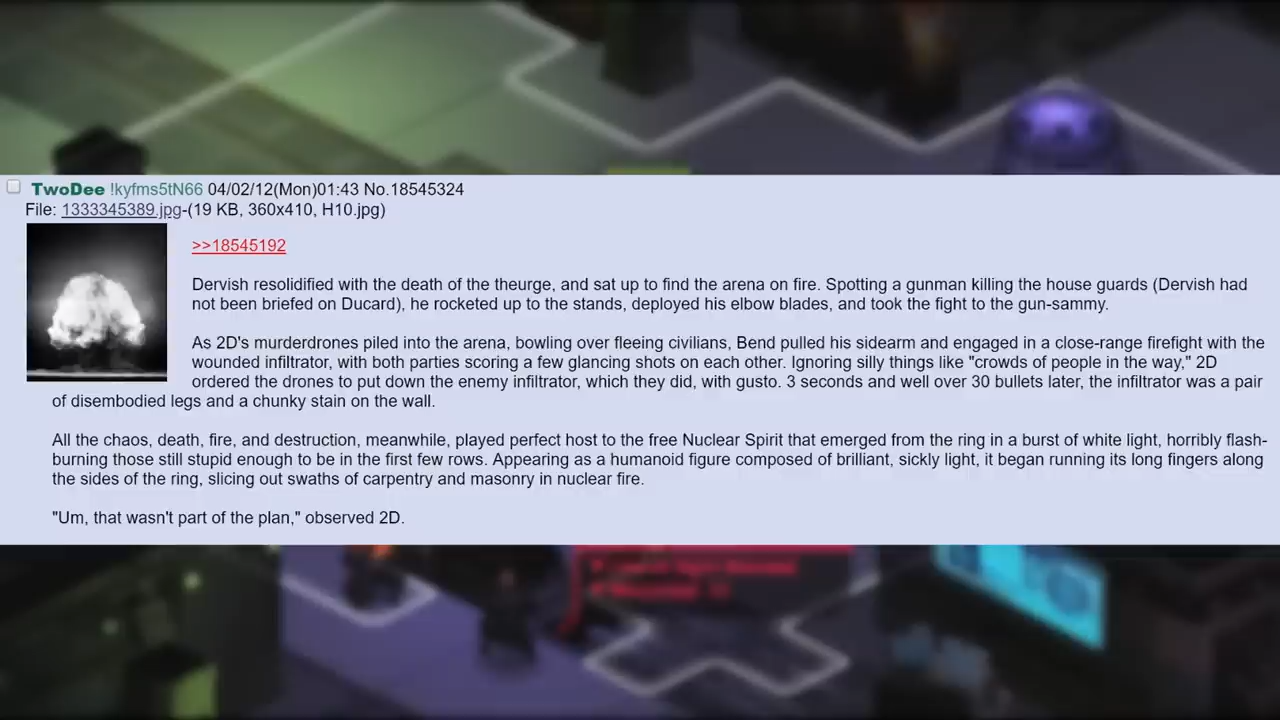 TwoDee !kyfms5tN66 04/02/12(Mon)01:43 No.18545324
File: 1333345389.jpg-(19 KB, 360x410, H10.jpg)
>>18545192
Dervish resolidified with the death of the theurge, and sat up to find the arena on fire. Spotting a gunman killing the house guards (Dervish had
not been briefed on Ducard), he rocketed up to the stands, deployed his elbow blades, and took the fight to the gun-sammy.
As 2D's murderdrones piled into the arena, bowling over fleeing civilians, Bend pulled his sidearm and engaged in a close-range firefight with the
wounded infiltrator, with both parties scoring a few glancing shots on each other. Ignoring silly things like "crowds of people in the way," 2D
ordered the drones to put down the enemy infiltrator, which they did, with gusto. 3 seconds and well over 30 bullets later, the infiltrator was a pair
of disembodied legs and a chunky stain on the wall.
All the chaos, death, fire, and destruction, meanwhile, played perfect host to the free Nuclear Spirit that emerged from the ring in a burst of white light, horribly flash-
burning those still stupid enough to be in the first few rows. Appearing as a humanoid figure composed of brilliant, sickly light, it began running its long fingers along
the sides of the ring, slicing out swaths of carpentry and masonry in nuclear fire.
"Um, that wasn't part of the plan," observed 2D.